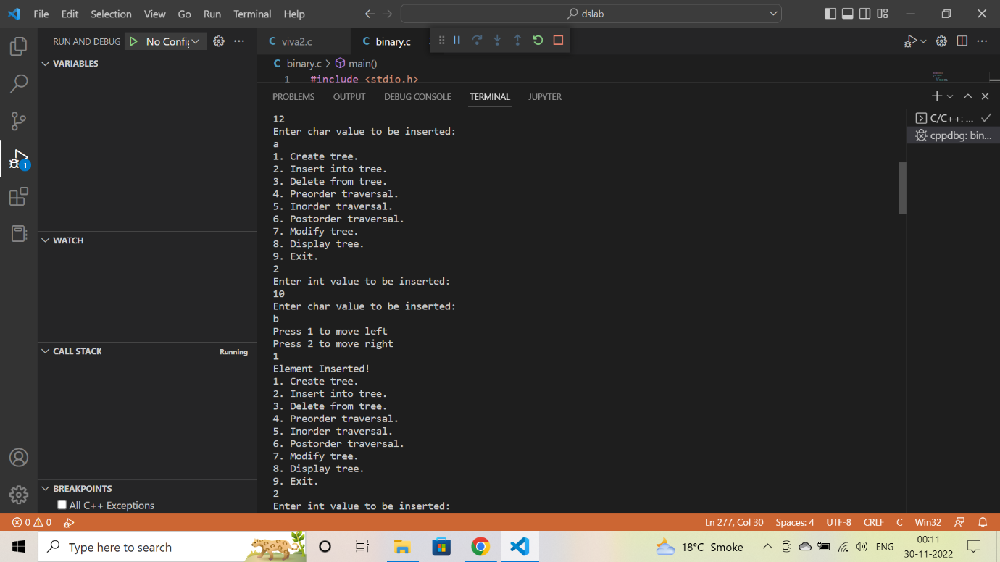 File Edit Selection View Go Run Terminal Help
dslab
RUN AND DEBUG
viva2.c
binary.c
VARIABLES
binary.c > main()
1 #include <stdio.h>
PROBLEMS OUTPUT DEBUG CONSOLE TERMINAL JUPYTER
C/C++: ...
cppdbg: bin...
12
Enter char value to be inserted:
a
1. Create tree.
2. Insert into tree.
3. Delete from tree.
4. Preorder traversal.
5. Inorder traversal.
6. Postorder traversal.
7. Modify tree.
8. Display tree.
9. Exit.
2
Enter int value to be inserted:
10
Enter char value to be inserted:
b
Press 1 to move left
Press 2 to move right
1
Element Inserted!
1. Create tree.
2. Insert into tree.
3. Delete from tree.
4. Preorder traversal.
5. Inorder traversal.
6. Postorder traversal.
7. Modify tree.
8. Display tree.
9. Exit.
2
Enter int value to be inserted:
1
WATCH
CALL STACK Running
BREAKPOINTS
All C++ Exceptions
0 0
Ln 277, Col 30 Spaces: 4 UTF-8 CRLF C Win32
Type here to search
18°C Smoke
ENG
00:11
30-11-2022